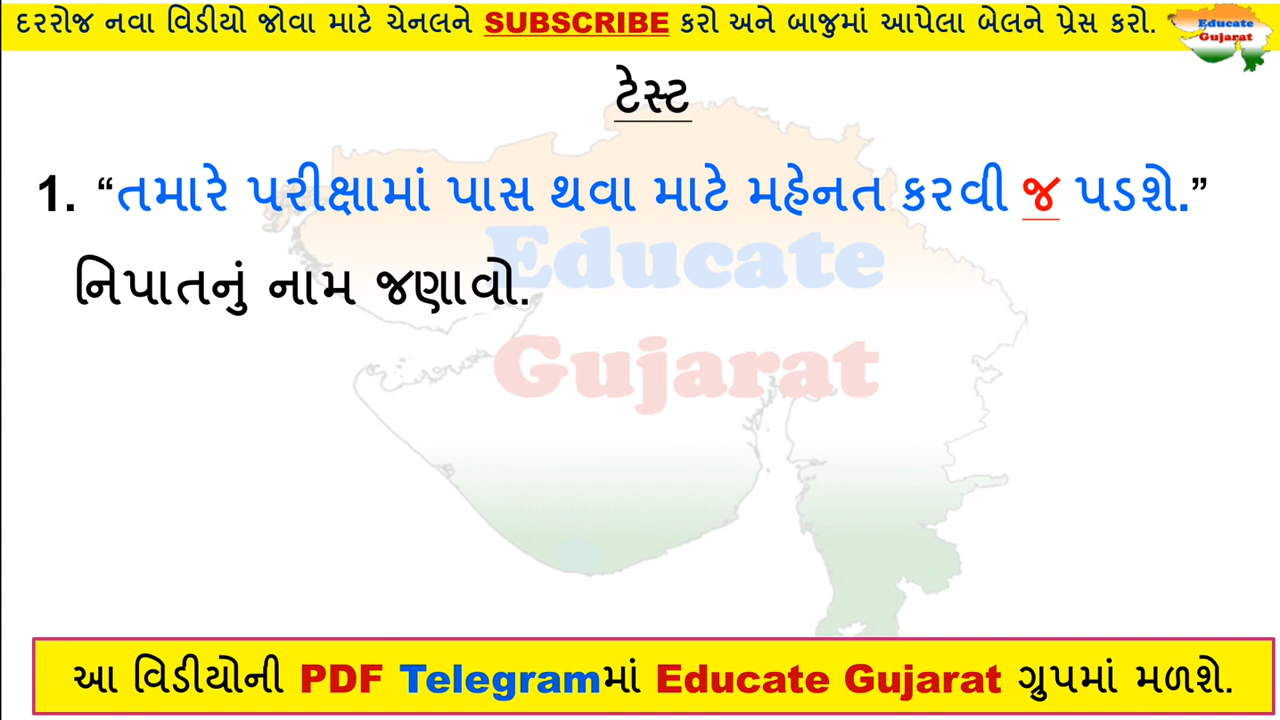 દરરોજ નવા વિડીયો જોવા માટે ચેનલને SUBSCRIBE કરો અને બાજુમાં આપેલા બેલને પ્રેસ કરો.
Educate
Gujarat
ટેસ્ટ
1. “તમારે પરીક્ષામાં પાસ થવા માટે મહેનત કરવી જ પડશે.”
નિપાતનું નામ જણાવો.
Educate
Gujarat
આ વિડીયોની PDF Telegramમાં Educate Gujarat ગ્રુપમાં મળશે.